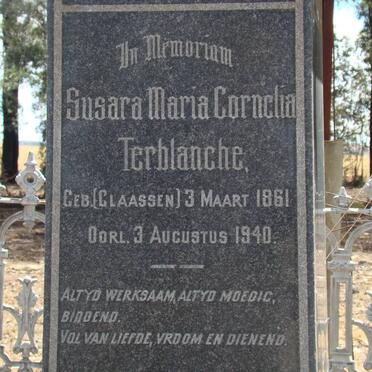 In Memoriam
Susara Maria Cornelia
Terblanche,
GEB.(CLAASSEN) 3 MAART 1861
OORL. 3 AUGUSTUS 1940.
ALTYD WERKSAAM, ALTYD MOEDIG,
BIDDEND.
VOL VAN LIEFDE, VROOM EN DIENEND.